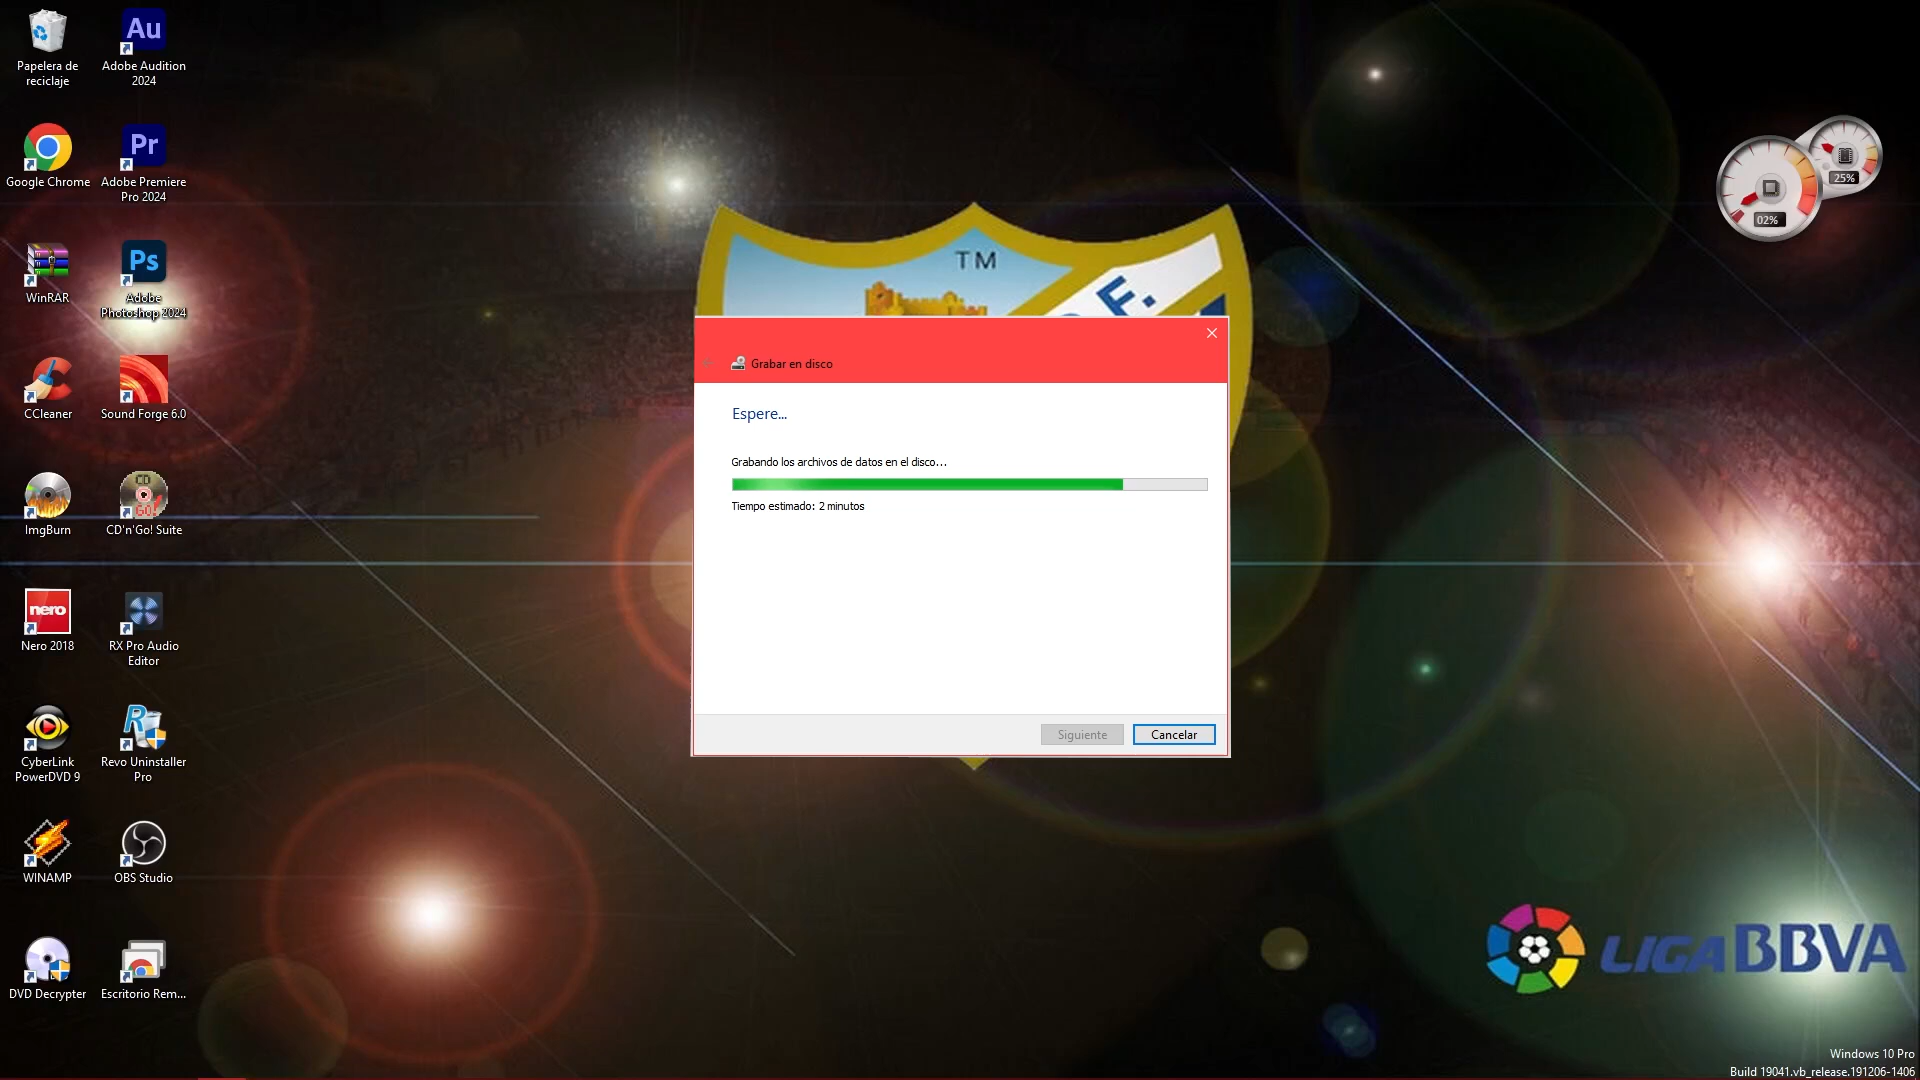 Papelera de
reciclaje
Au
Adobe Audition
2024
Google Chrome
Pr
Adobe Premiere
Pro 2024
WinRAR
Ps
Adobe
Photoshop 2024
CCleaner
Sound Forge 6.0
ImgBurn
CD
GO!
CD'n'Go! Suite
nero
Nero 2018
RX Pro Audio
Editor
CyberLink
PowerDVD 9
Revo Uninstaller
Pro
WINAMP
OBS Studio
DVD Decrypter
Escritorio Rem...
TM
F.
Grabar en disco
Espere...
Grabando los archivos de datos en el disco...
Tiempo estimado: 2 minutos
Siguiente
Cancelar
25%
02%
LIGA BBVA
Windows 10 Pro
Build 19041.vb_release.191206-1406